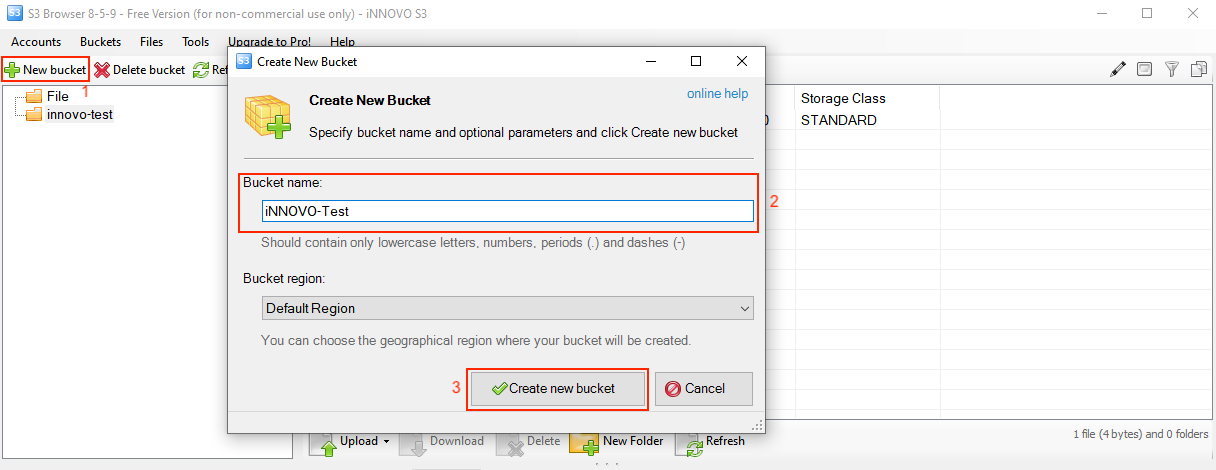 S3 Browser 8-5-9 - Free Version (for non-commercial use only) - iNNOVO S3
Accounts Buckets Files Tools Upgrade to Pro! Help
New bucket Delete bucket
1
File
innovo-test
S3 Create New Bucket
Create New Bucket
online help
Specify bucket name and optional parameters and click Create new bucket
Bucket name:
iNNOVO-Test
2
Should contain only lowercase letters, numbers, periods (.) and dashes (-)
Bucket region:
Default Region
You can choose the geographical region where your bucket will be created.
3
Create new bucket Cancel
Storage Class
STANDARD
Upload Download Delete New Folder Refresh
1 file (4 bytes) and 0 folders